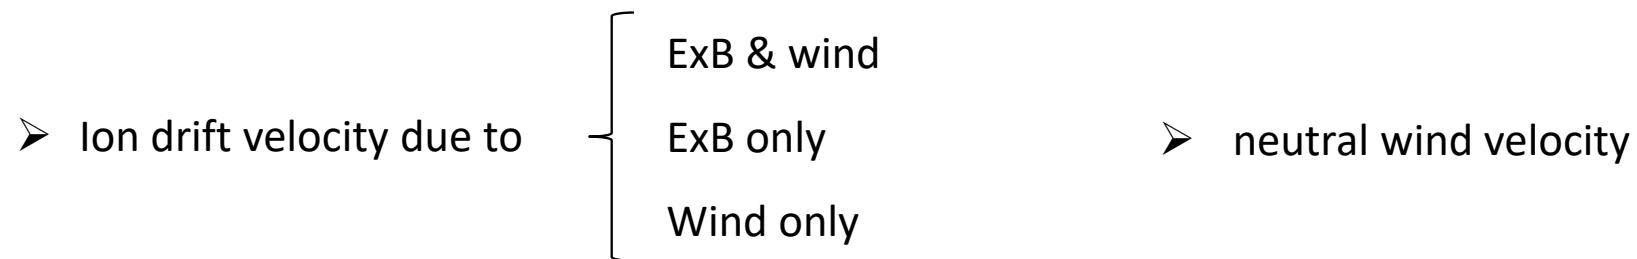 ExB & wind
➢ Ion drift velocity due to
ExB only
➢ neutral wind velocity
Wind only